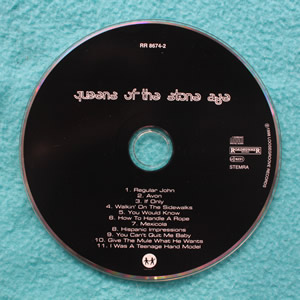 RR 8674-2
queens of the stone age
ROADRUNNER
STEMRA
1. Regular John
2. Avon
3. If Only
4. Walkin' On The Sidewalks
5. You Would Know
6. How To Handle A Rope
7. Mexicola
8. Hispanic Impressions
9. You Can't Quit Me Baby
10. Give The Mule What He Wants
11. I Was A Teenage Hand Model